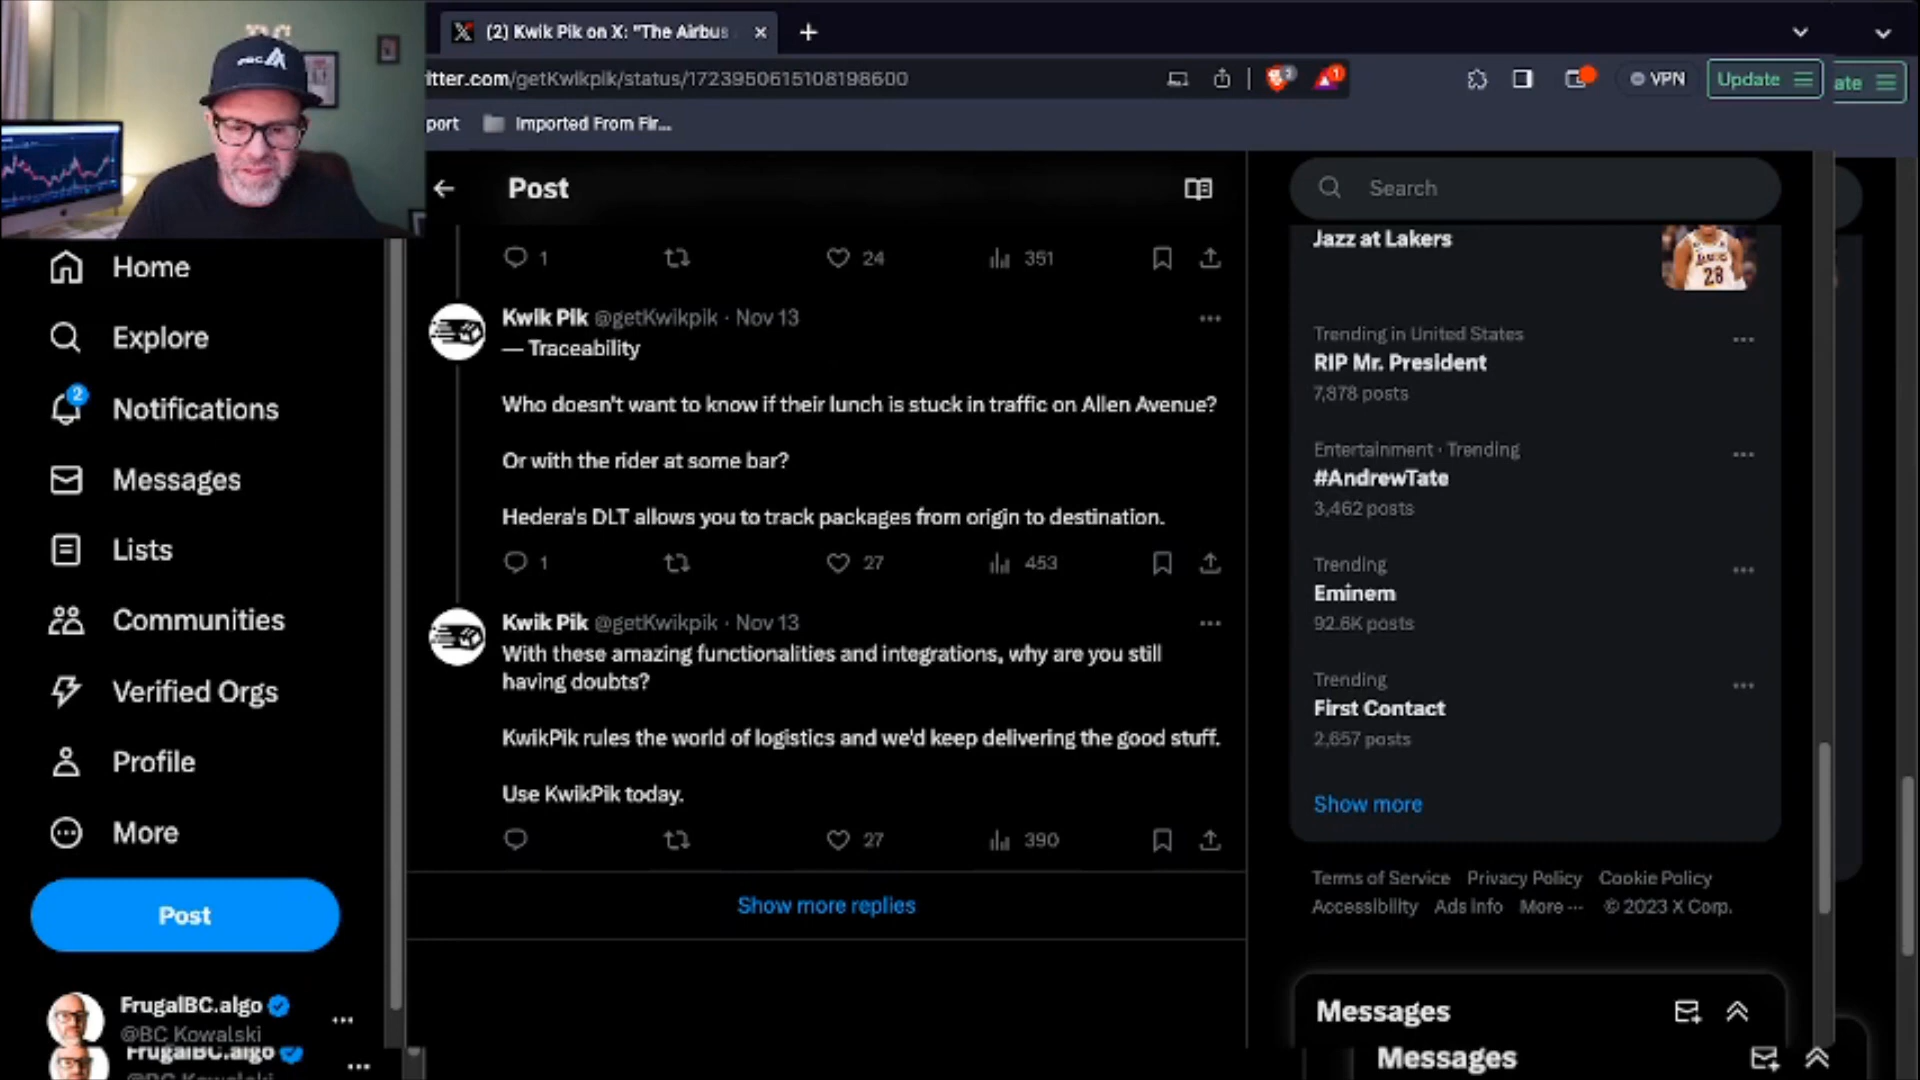 (2) Kwik Pik on X: "The Airbus
itter.com/getKwikpik/status/1723950615108198600
3
1
VPN
Update
ate
port
Imported From Fir...
Post
Search
Home
Explore
2
Notifications
Messages
Lists
Communities
Verified Orgs
Profile
More
Post
FrugalBC.algo
@BC Kowalski
FrugalBC.algo
1
24
351
Kwik Pik @getKwikpik · Nov 13
— Traceability
Who doesn't want to know if their lunch is stuck in traffic on Allen Avenue?
Or with the rider at some bar?
Hedera's DLT allows you to track packages from origin to destination.
1
27
453
Kwik Pik @getKwikpik · Nov 13
With these amazing functionalities and integrations, why are you still
having doubts?
KwikPik rules the world of logistics and we'd keep delivering the good stuff.
Use KwikPik today.
27
390
Show more replies
Jazz at Lakers
28
Trending in United States
RIP Mr. President
7,878 posts
Entertainment · Trending
#AndrewTate
3,462 posts
Trending
Eminem
92.6K posts
Trending
First Contact
2,657 posts
Show more
Terms of Service Privacy Policy Cookie Policy
Accessibility Ads info More ··· © 2023 X Corp.
Messages
Messages